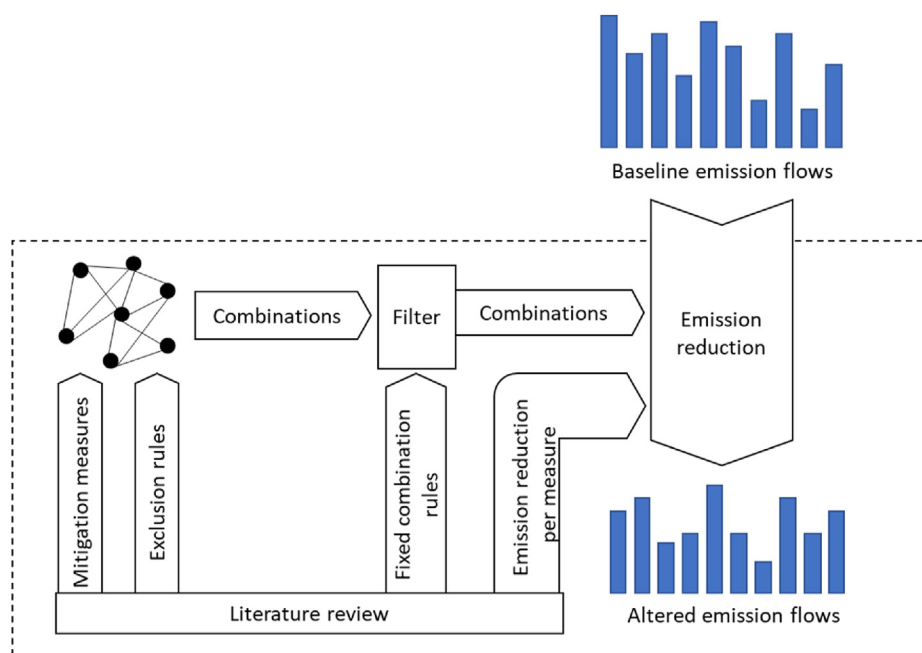 Baseline emission flows
Combinations
Filter
Combinations
Emission
reduction
Mitigation measures
Exclusion rules
Fixed combination
rules
Emission reduction
per measure
Literature review
Altered emission flows